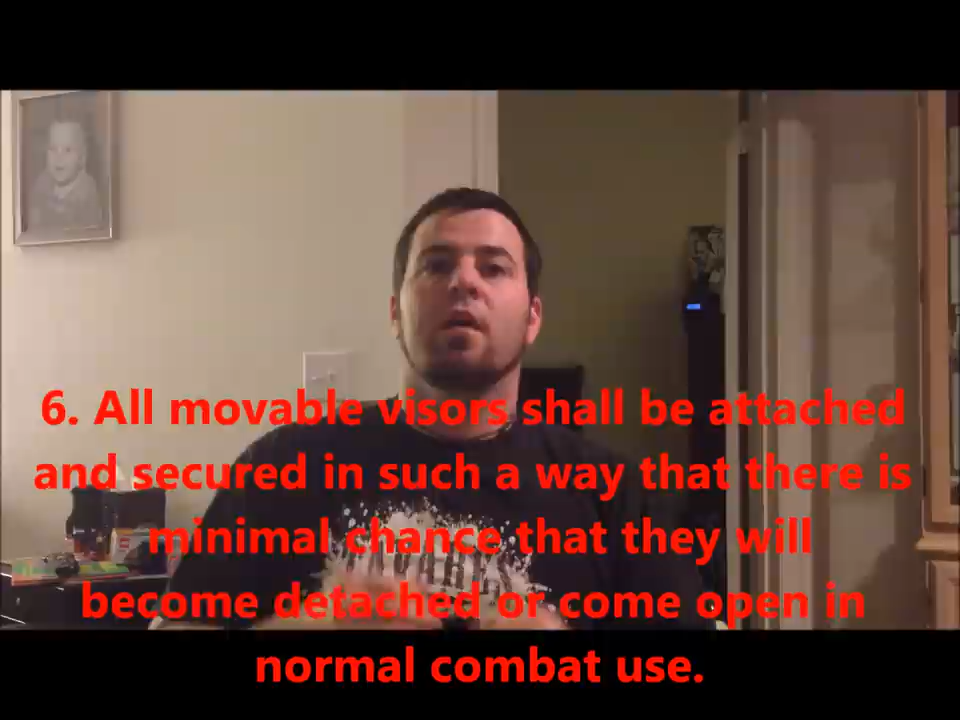 6. All movable visors shall be attached
and secured in such a way that there is
minimal chance that they will
become detached or come open in
normal combat use.